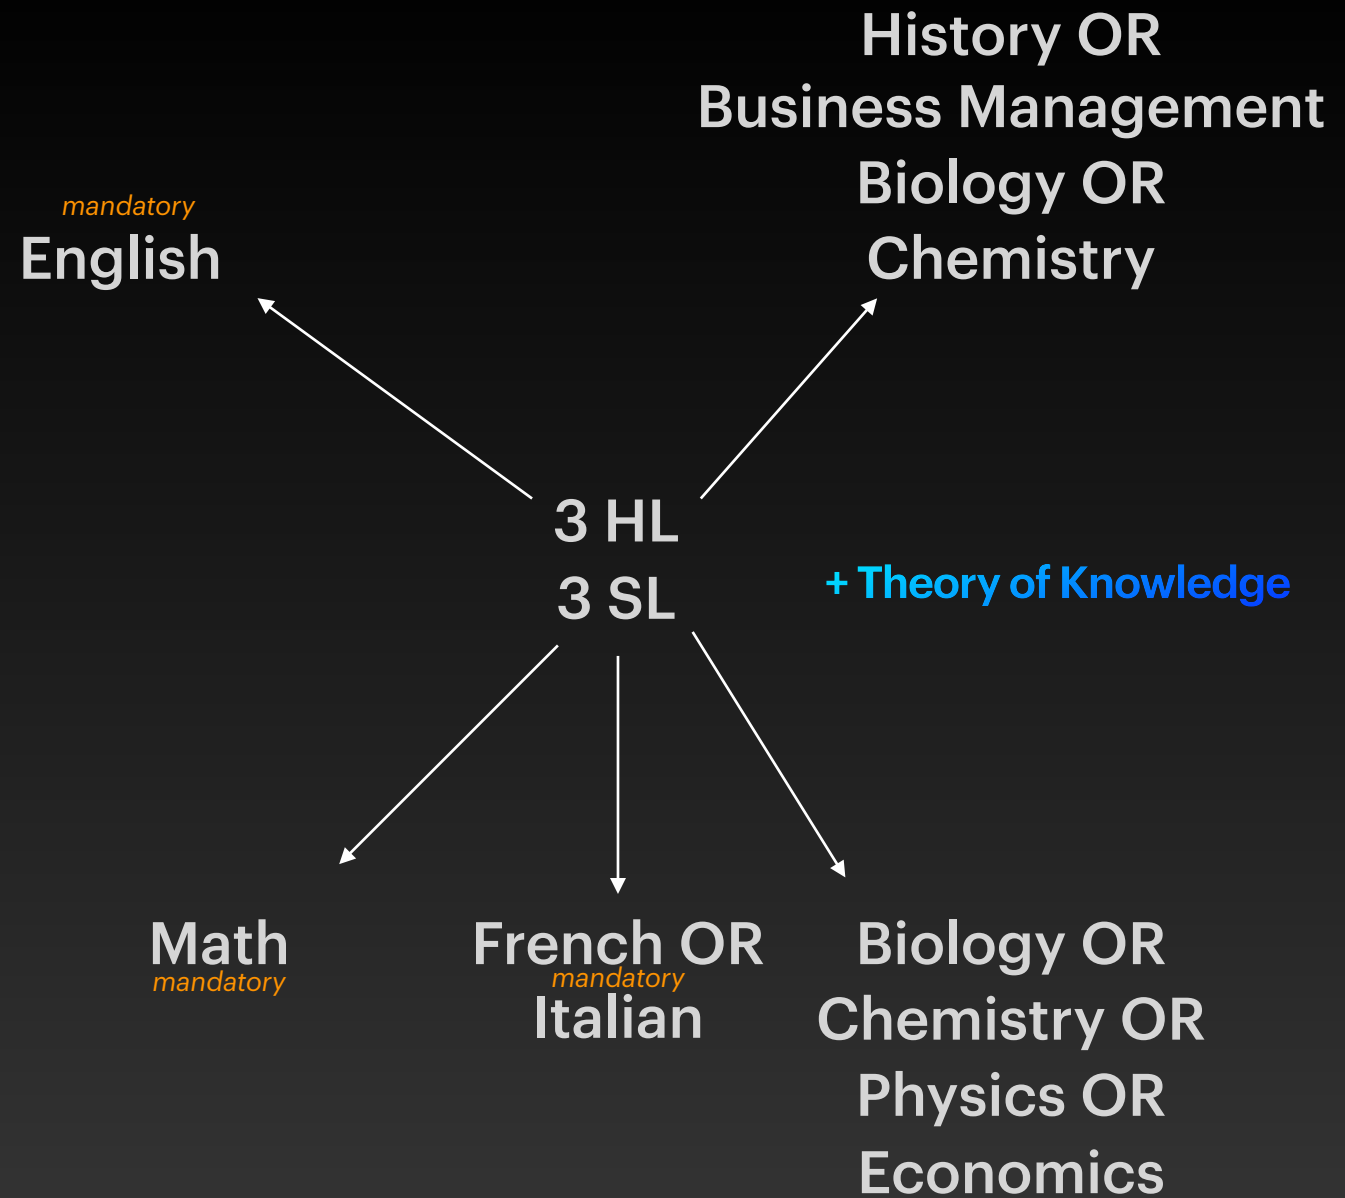 History OR
Business Management
Biology OR
Chemistry
mandatory
English
3 HL
3 SL
+ Theory of Knowledge
Math
mandatory
French OR
mandatory
Italian
Biology OR
Chemistry OR
Physics OR
Economics